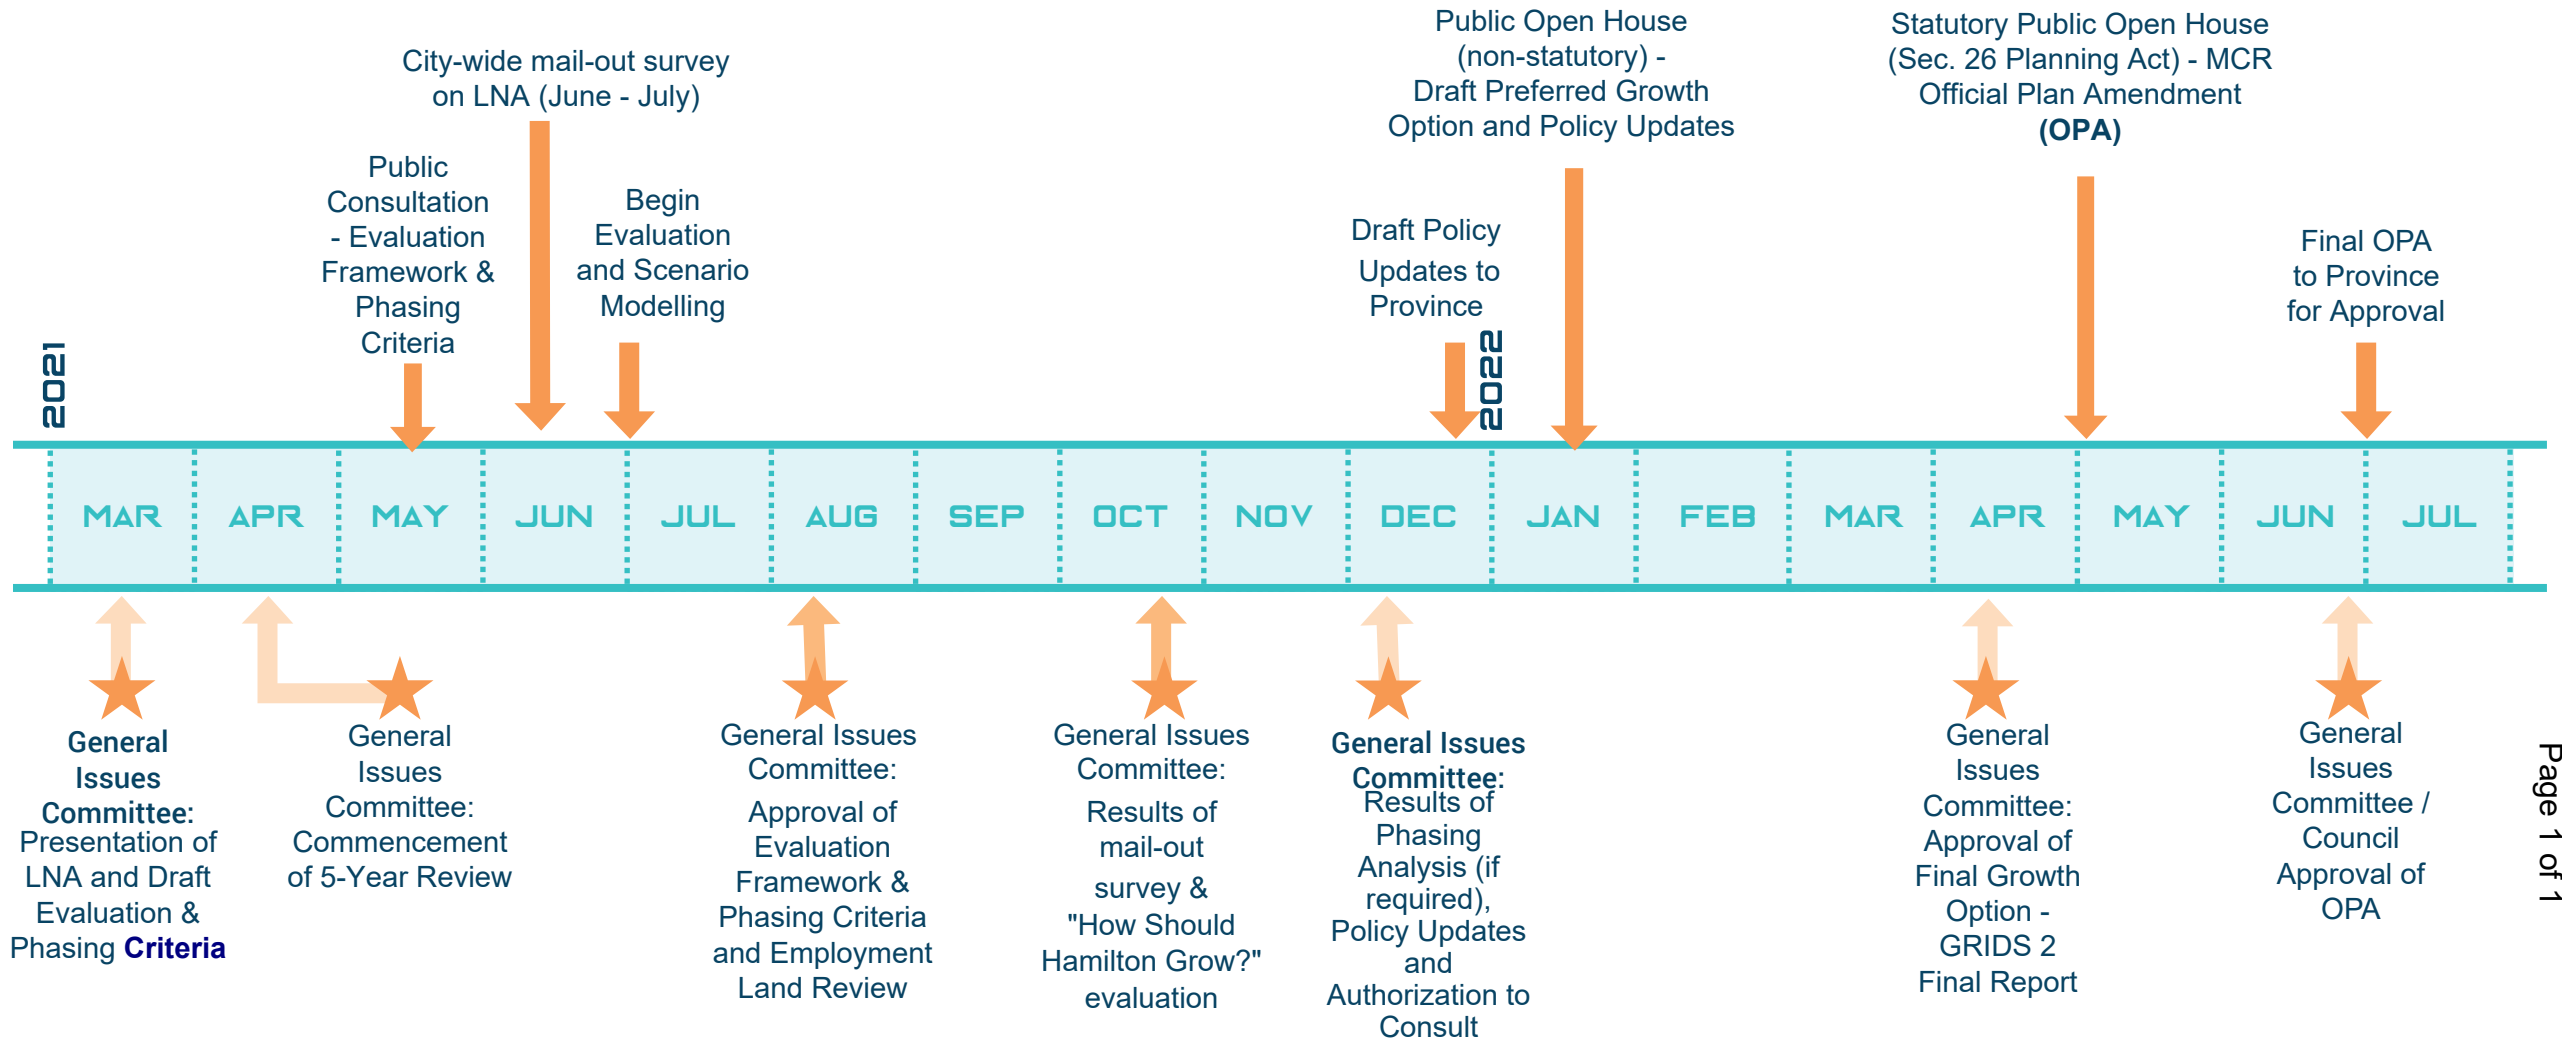 City-wide mail-out survey
on LNA (June - July)
Public
Consultation
- Evaluation
Framework &
Phasing
Criteria
Begin
Evaluation
and Scenario
Modelling
Public Open House
(non-statutory) -
Draft Preferred Growth
Option and Policy Updates
Draft Policy
Updates to
Province
Statutory Public Open House
(Sec. 26 Planning Act) - MCR
Official Plan Amendment
(OPA)
Final OPA
to Province
for Approval
2021
2022
MAR APR MAY JUN JUL AUG SEP OCT NOV DEC JAN FEB MAR APR MAY JUN JUL
General
Issues
Committee:
Presentation of
LNA and Draft
Evaluation &
Phasing Criteria
General
Issues
Committee:
Commencement
of 5-Year Review
General Issues
Committee:
Approval of
Evaluation
Framework &
Phasing Criteria
and Employment
Land Review
General Issues
Committee:
Results of
mail-out
survey &
"How Should
Hamilton Grow?"
evaluation
General Issues
Committee:
Results of
Phasing
Analysis (if
required),
Policy Updates
and
Authorization to
Consult
General
Issues
Committee:
Approval of
Final Growth
Option -
GRIDS 2
Final Report
General
Issues
Committee /
Council
Approval of
OPA
Page 1 of 1